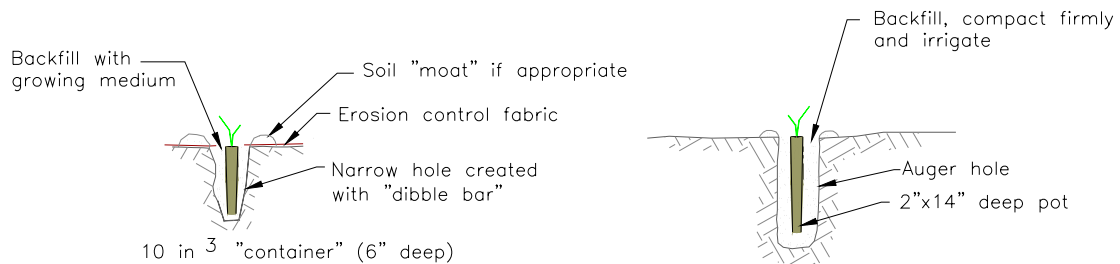 Backfill with
growing medium
Soil "moat" if appropriate
Erosion control fabric
Narrow hole created
with "dibble bar"
10 in 3 "container" (6" deep)
Backfill, compact firmly
and irrigate
Auger hole
2"x14" deep pot